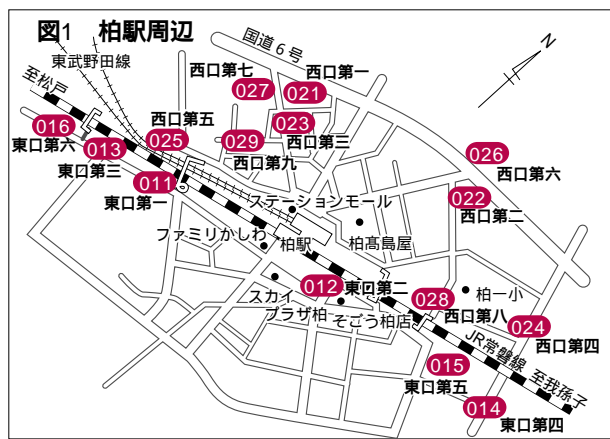 図1 柏駅周辺
国道6号
N
東武野田線
至松戸
西口第七
027
西口第一
021
016
東口第六
013
東口第三
西口第五
025
029
西口第九
023
西口第三
026
西口第六
011
東口第一
022
西口第二
ステーションモール
柏髙島屋
ファミリかしわ
柏駅
012
東口第二
スカイ
プラザ柏
そごう柏店
028
西口第八
柏一小
024
西口第四
JR常磐線
至我孫子
015
東口第五
014
東口第四